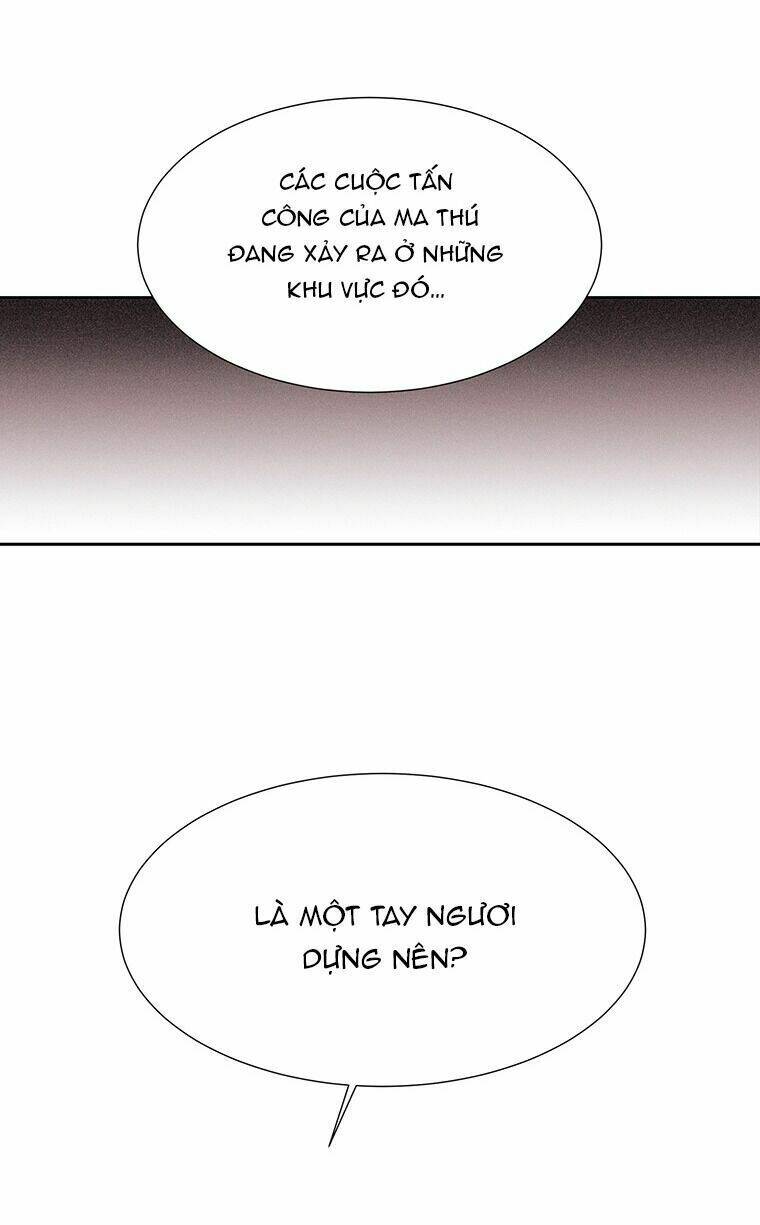 CÁC CUỘC TẤN
CÔNG CỦA MA THÚ
ĐANG XẢY RA Ở NHỮNG
KHU VỰC ĐÓ...
LÀ MỘT TAY NGƯƠI
DỰNG NÊN?